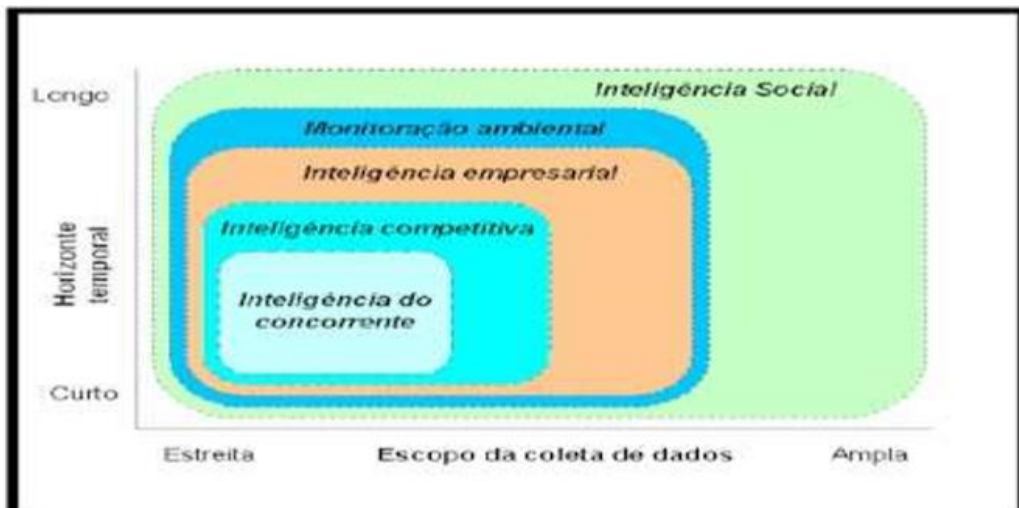 Longo
Inteligência Social
Monitoração ambiental
Inteligência empresarial
Inteligência competitiva
Inteligência do
concorrente
Horizonte
temporal
Curto
Estreita
Escopo da coleta de dados
Ampla